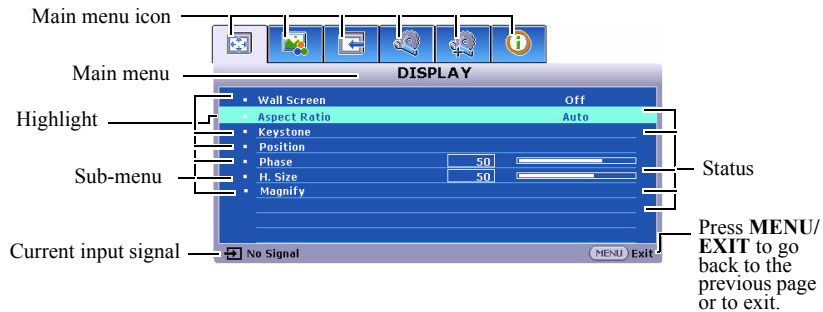 Main menu icon
Main menu
DISPLAY
Wall Screen Off
Highlight
Aspect Ratio Auto
Keystone
Position
Phase 50
Sub-menu
H. Size 50
Status
Magnify
Current input signal
No Signal
MENU Exit
Press MENU/
EXIT to go
back to the
previous page
or to exit.